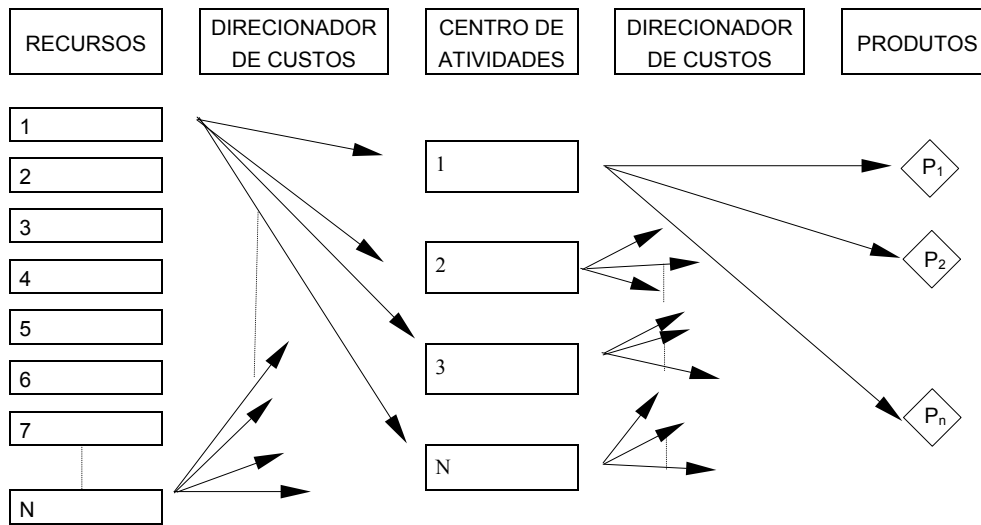 RECURSOS
DIRECIONADOR
DE CUSTOS
CENTRO DE
ATIVIDADES
DIRECIONADOR
DE CUSTOS
PRODUTOS
1
2
3
4
5
6
7
N
1
2
3
N
P₁
P₂
Pₙ